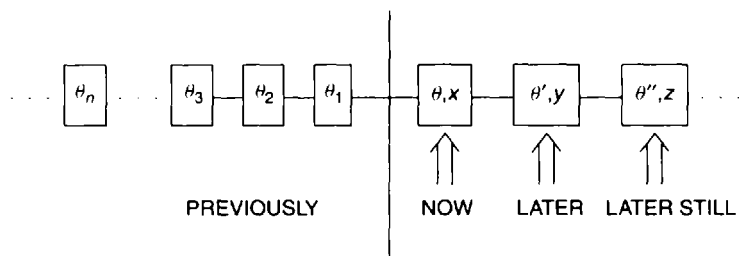 θn θ3 θ2 θ1 θ,x θ′,y θ″,z
PREVIOUSLY NOW LATER LATER STILL